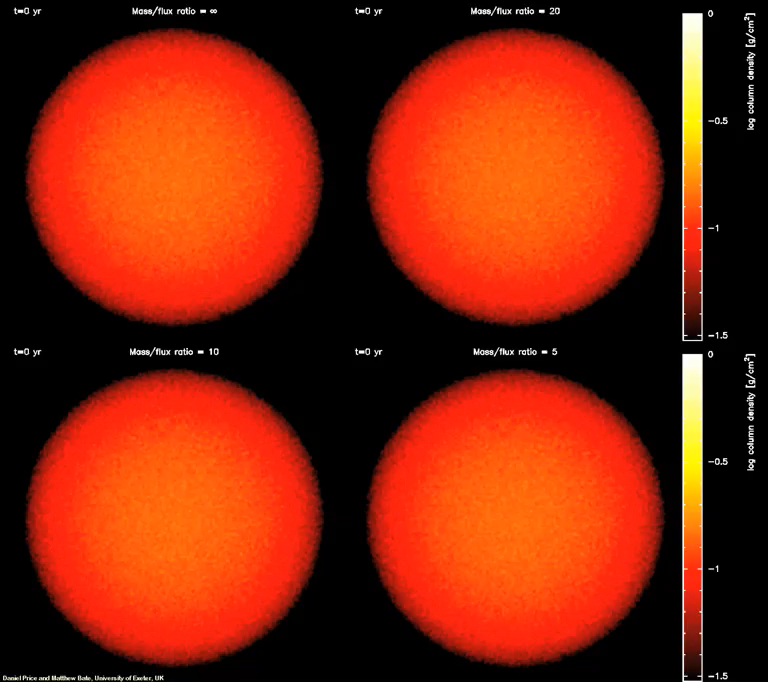 t=0 yr Mass/flux ratio = ∞ t=0 yr Mass/flux ratio = 20
0
-0.5
-1
-1.5
log column density [g/cm²]
t=0 yr Mass/flux ratio = 10 t=0 yr Mass/flux ratio = 5
0
-0.5
-1
-1.5
log column density [g/cm²]
Daniel Price and Matthew Bate, University of Exeter, UK